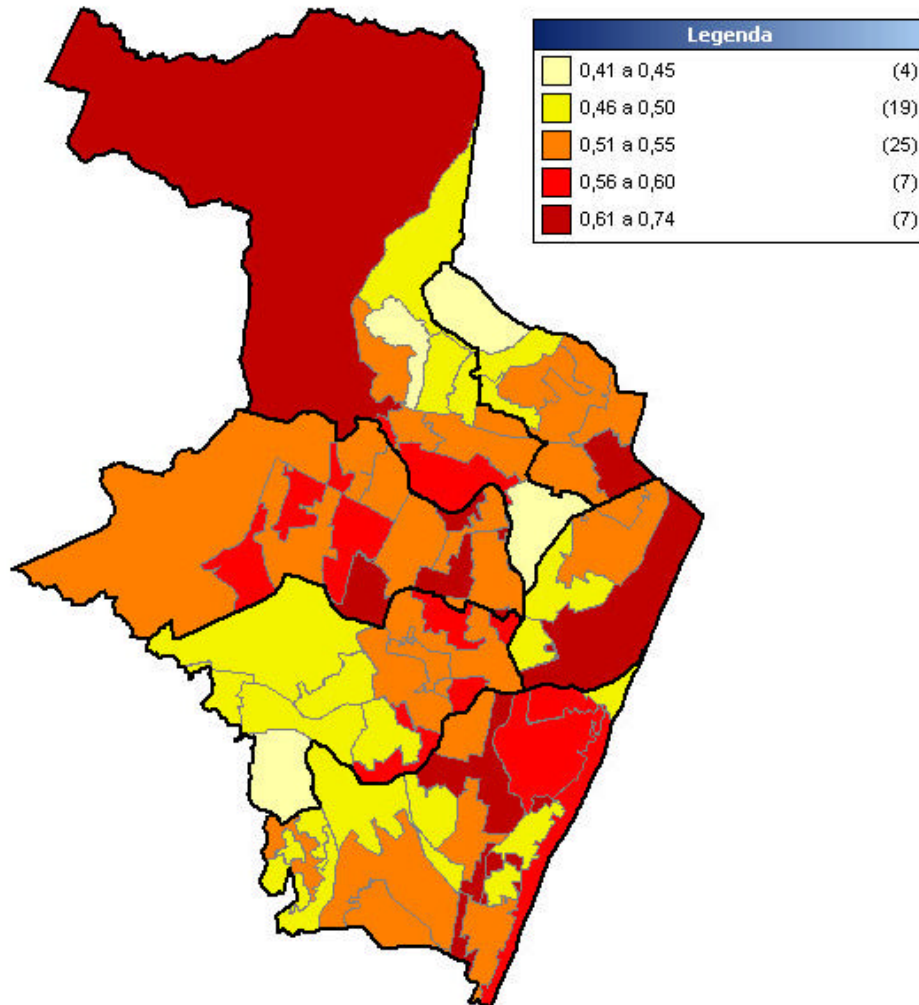 Legenda
0,41 a 0,45 (4)
0,46 a 0,50 (19)
0,51 a 0,55 (25)
0,56 a 0,60 (7)
0,61 a 0,74 (7)